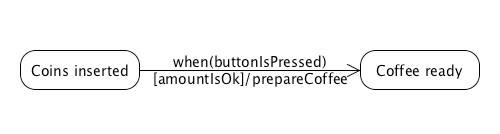 Coins inserted
when(buttonIsPressed)
[amountIsOk]/prepareCoffee
Coffee ready